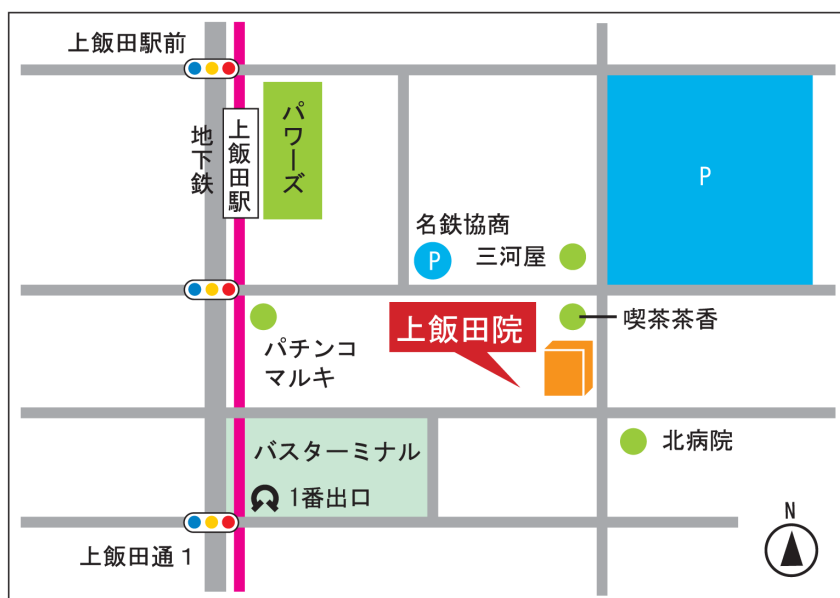 上飯田駅前
地下鉄
上飯田駅
パワーズ
P
名鉄協商
P
三河屋
上飯田院
喫茶茶香
パチンコ
マルキ
バスターミナル
1番出口
北病院
上飯田通1
N